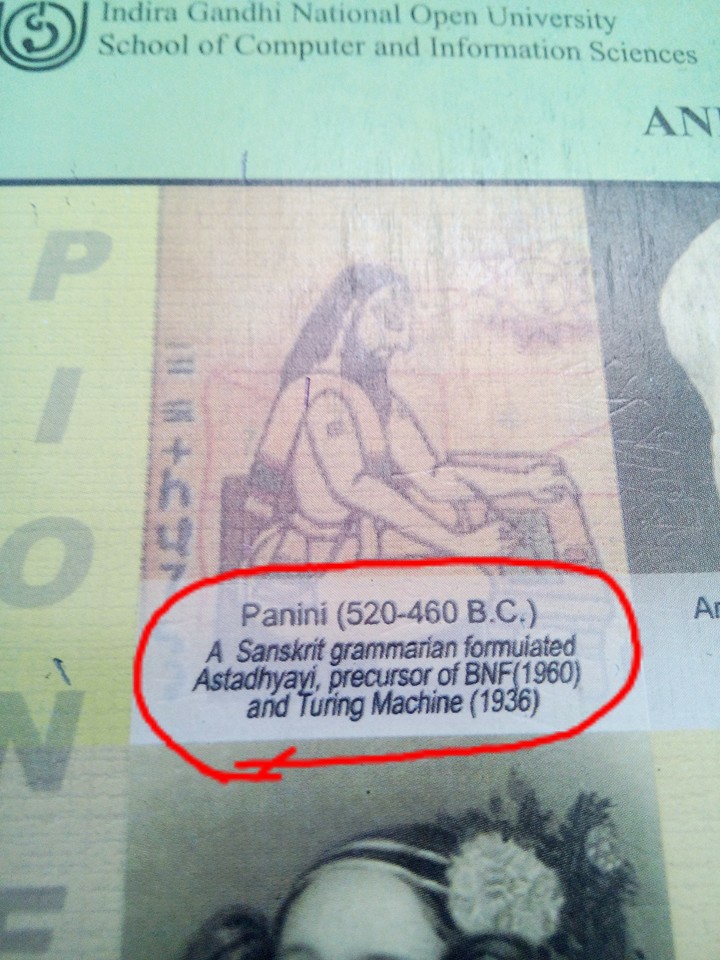 Indira Gandhi National Open University
School of Computer and Information Sciences
P
I
O
N
E
Panini (520-460 B.C.)
A Sanskrit grammarian formulated
Astadhyayi, precursor of BNF(1960)
and Turing Machine (1936)